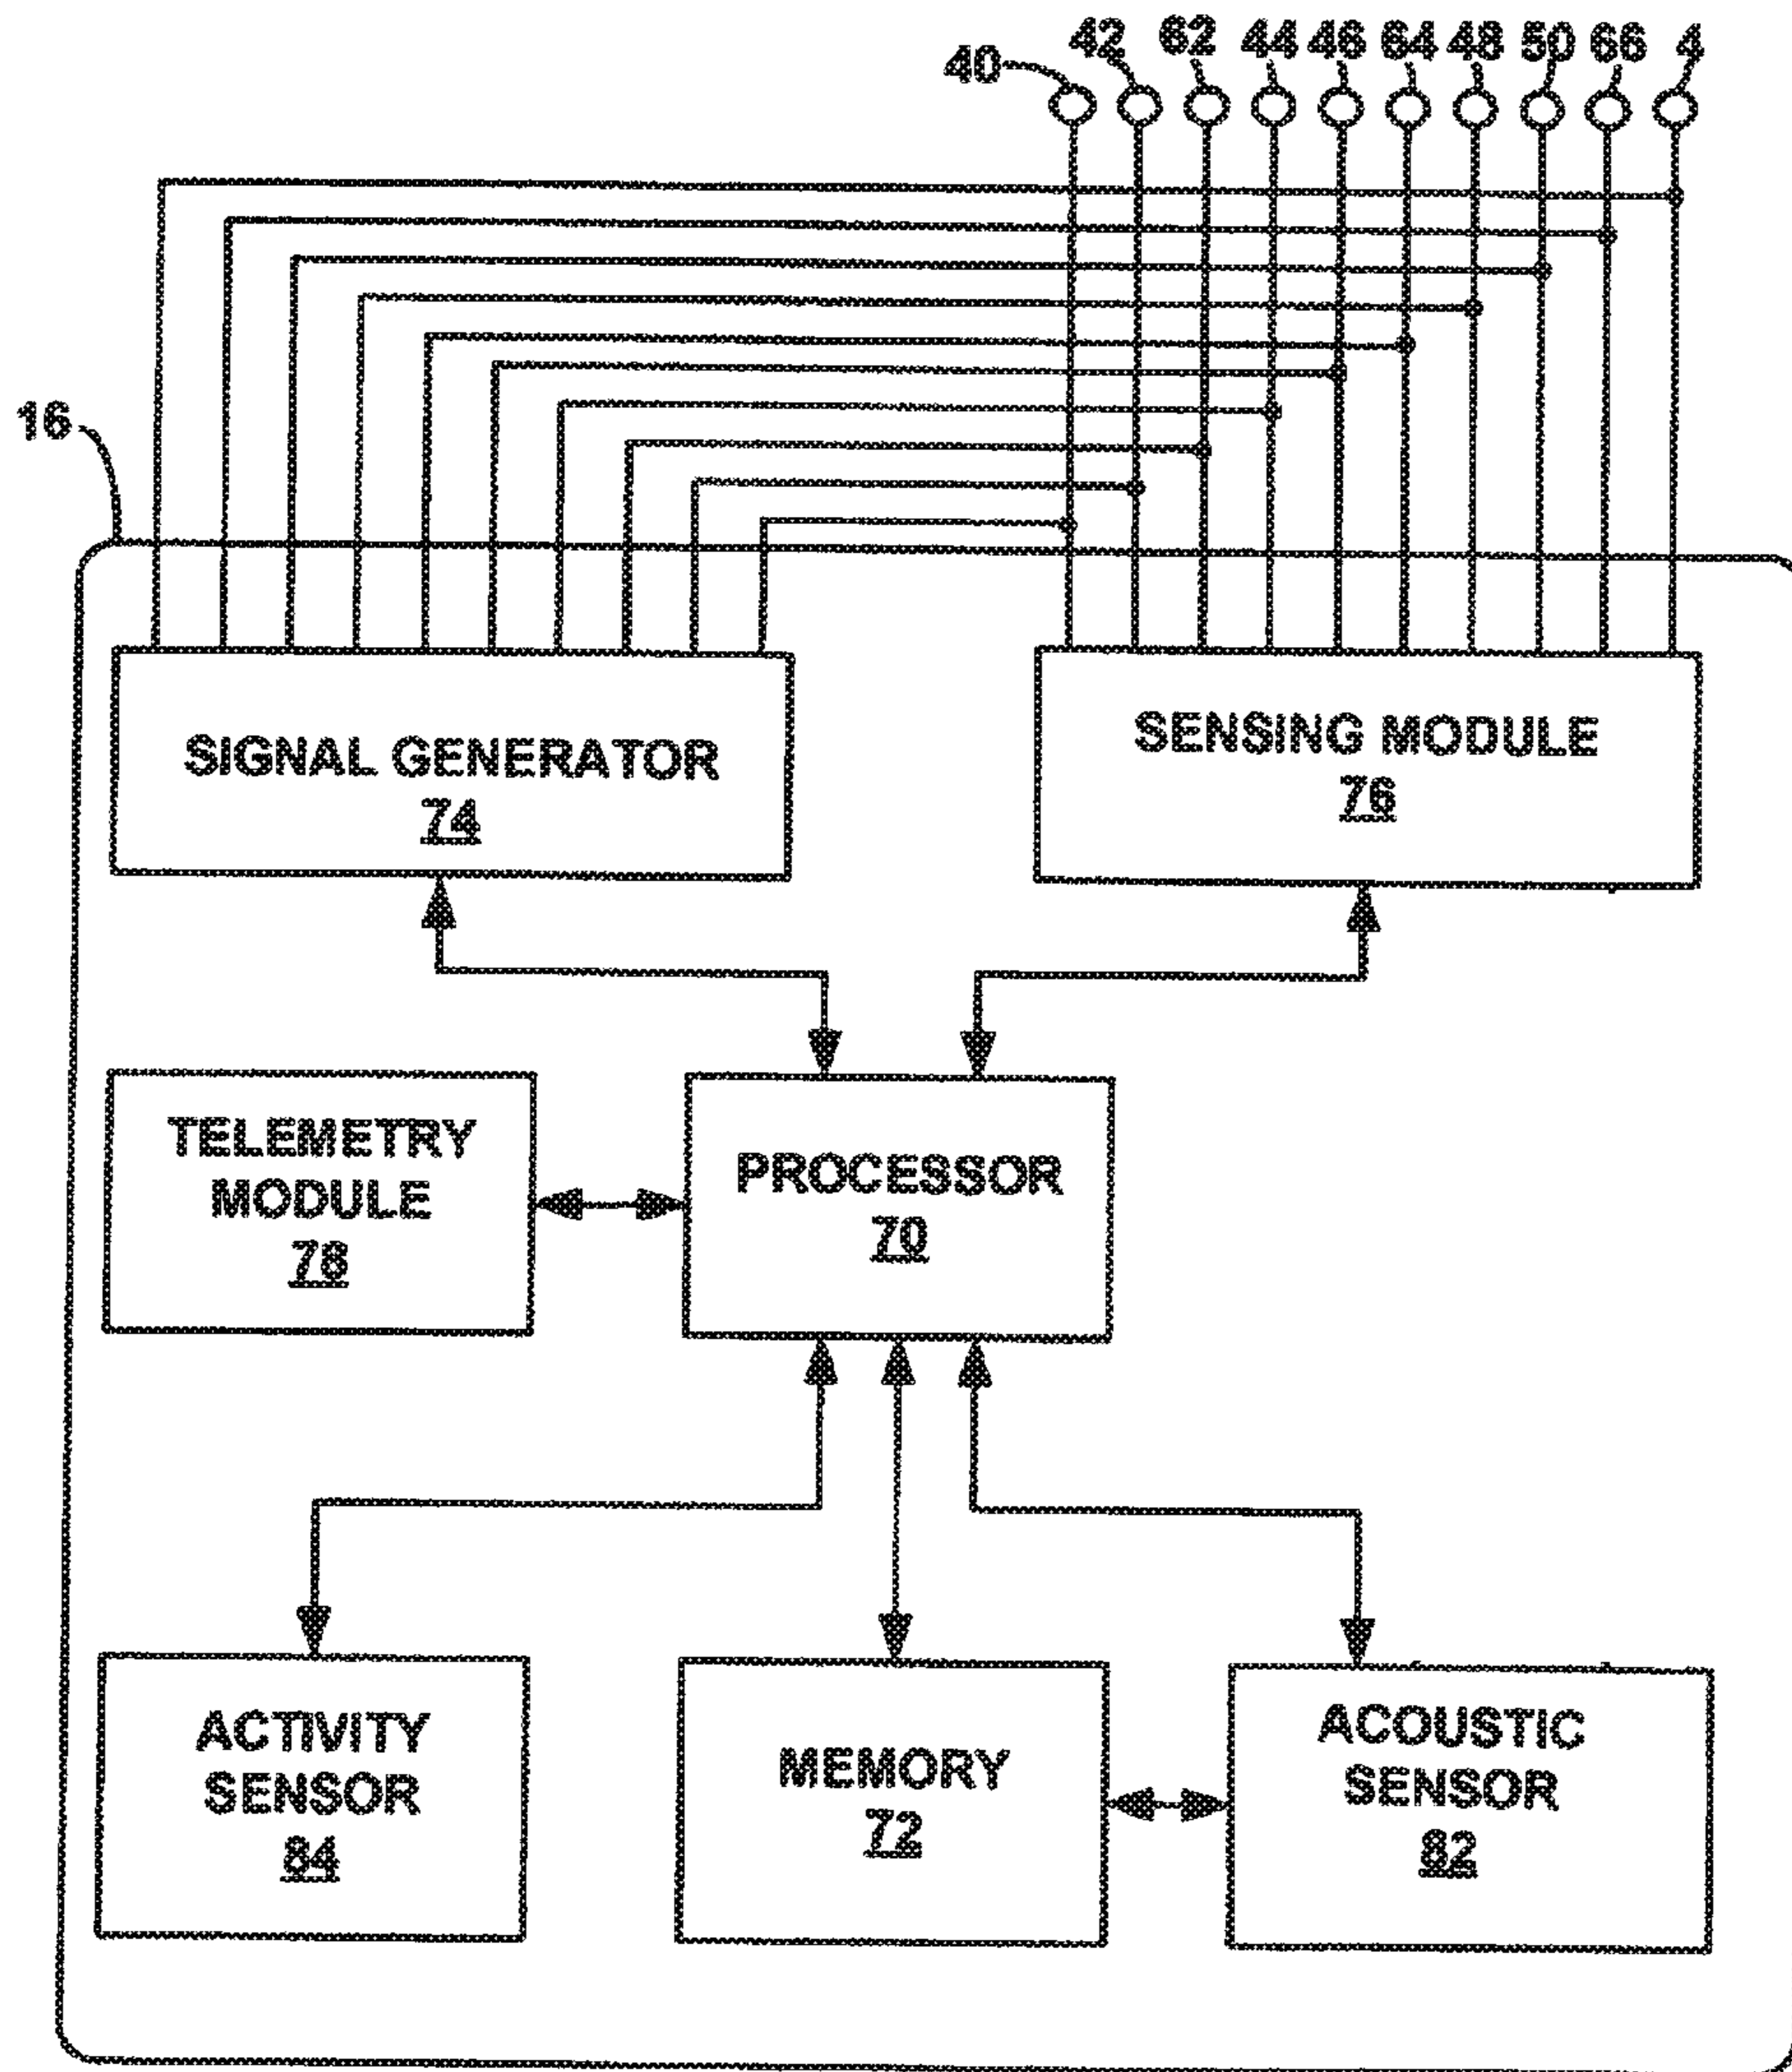 40 42 62 44 46 64 48 50 66 4
16
SIGNAL GENERATOR
74
SENSING MODULE
76
TELEMETRY
MODULE
78
PROCESSOR
70
ACTIVITY
SENSOR
84
MEMORY
72
ACOUSTIC
SENSOR
82